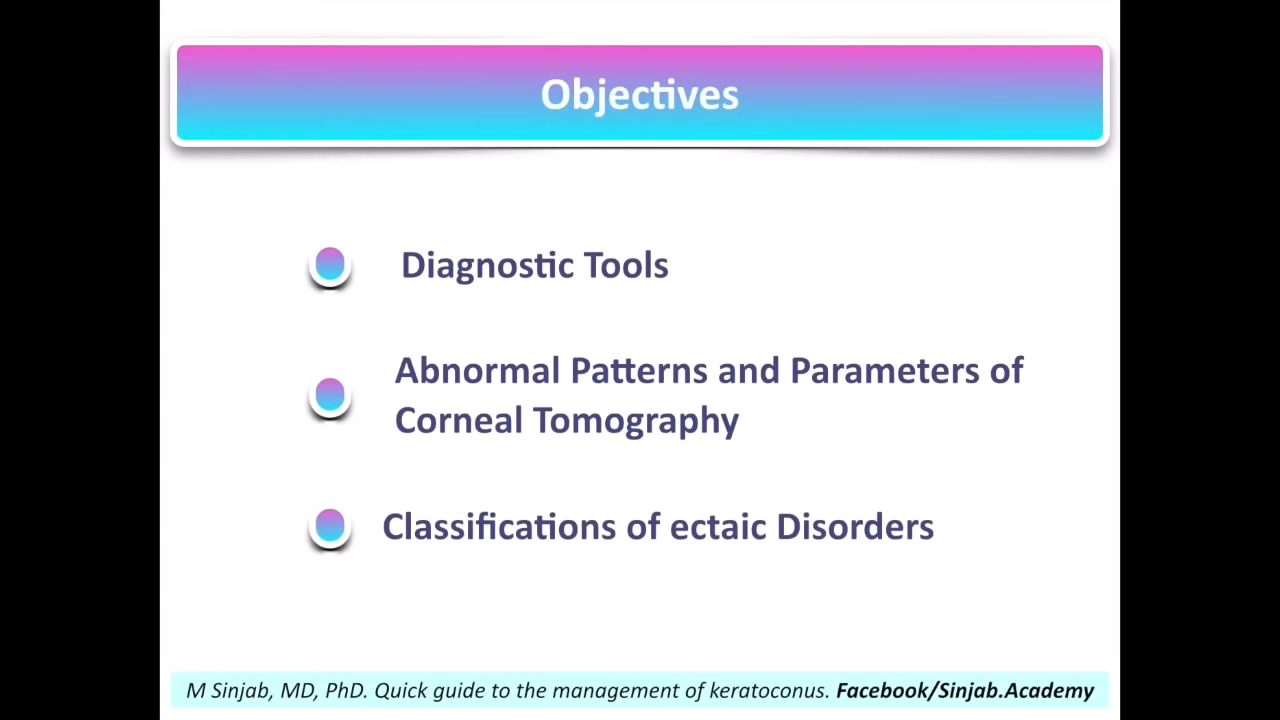 Objectives
Diagnostic Tools
Abnormal Patterns and Parameters of
Corneal Tomography
Classifications of ectaic Disorders
M Sinjab, MD, PhD. Quick guide to the management of keratoconus. Facebook/Sinjab.Academy